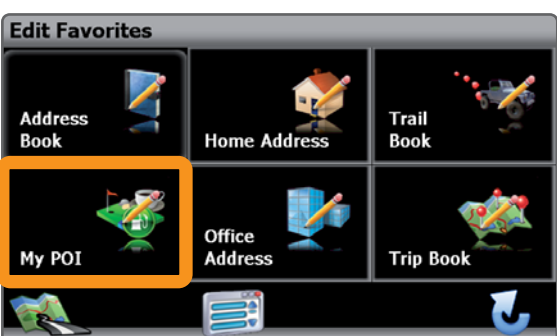 Edit Favorites
Address
Book
Home Address
Trail
Book
My POI
Office
Address
Trip Book